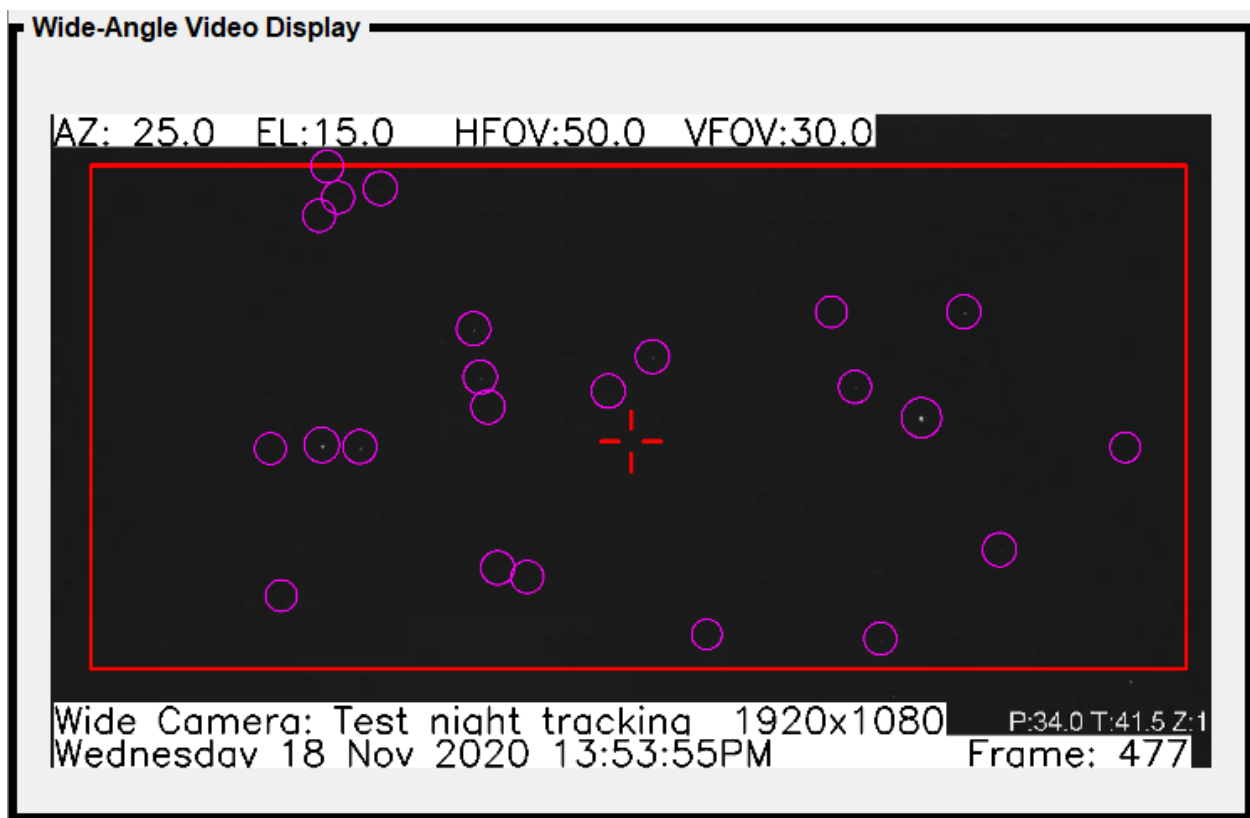 Wide-Angle Video Display
AZ: 25.0 EL:15.0 HFOV:50.0 VFOV:30.0
Wide Camera: Test night tracking 1920x1080 P:34.0 T:41.5 Z:1
Wednesday 18 Nov 2020 13:53:55PM Frame: 477